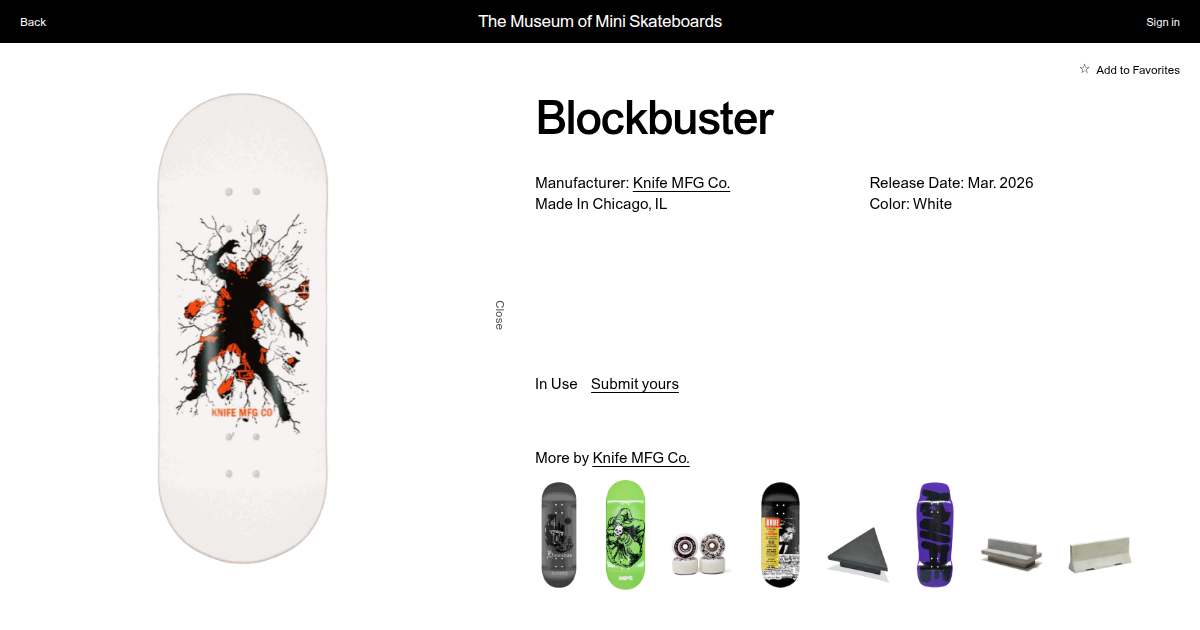 Back
The Museum of Mini Skateboards
Sign in
☆ Add to Favorites
Blockbuster
Manufacturer: Knife MFG Co.
Made In Chicago, IL
Release Date: Mar. 2026
Color: White
KNIFE MFG CO
Close
In Use Submit yours
More by Knife MFG Co.